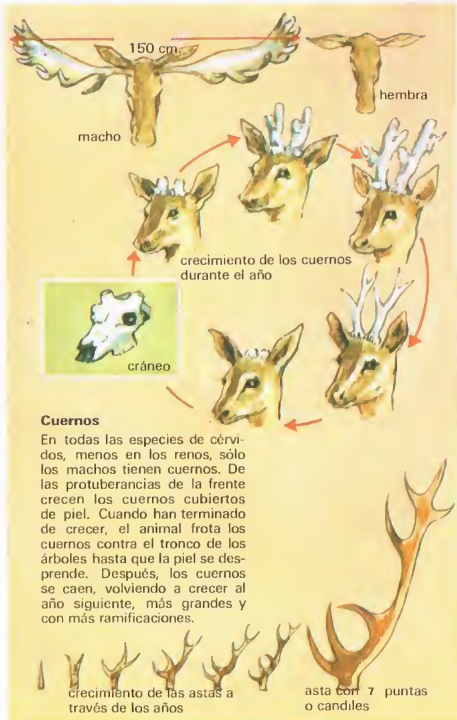 150 cm.
macho
hembra
crecimiento de los cuernos
durante el año
cráneo
Cuernos
En todas las especies de cérvi-
dos, menos en los renos, sólo
los machos tienen cuernos. De
las protuberancias de la frente
crecen los cuernos cubiertos
de piel. Cuando han terminado
de crecer, el animal frota los
cuernos contra el tronco de los
árboles hasta que la piel se des-
prende. Después, los cuernos
se caen, volviendo a crecer al
año siguiente, más grandes y
con más ramificaciones.
crecimiento de las astas a
través de los años
asta con 7 puntas
o candiles